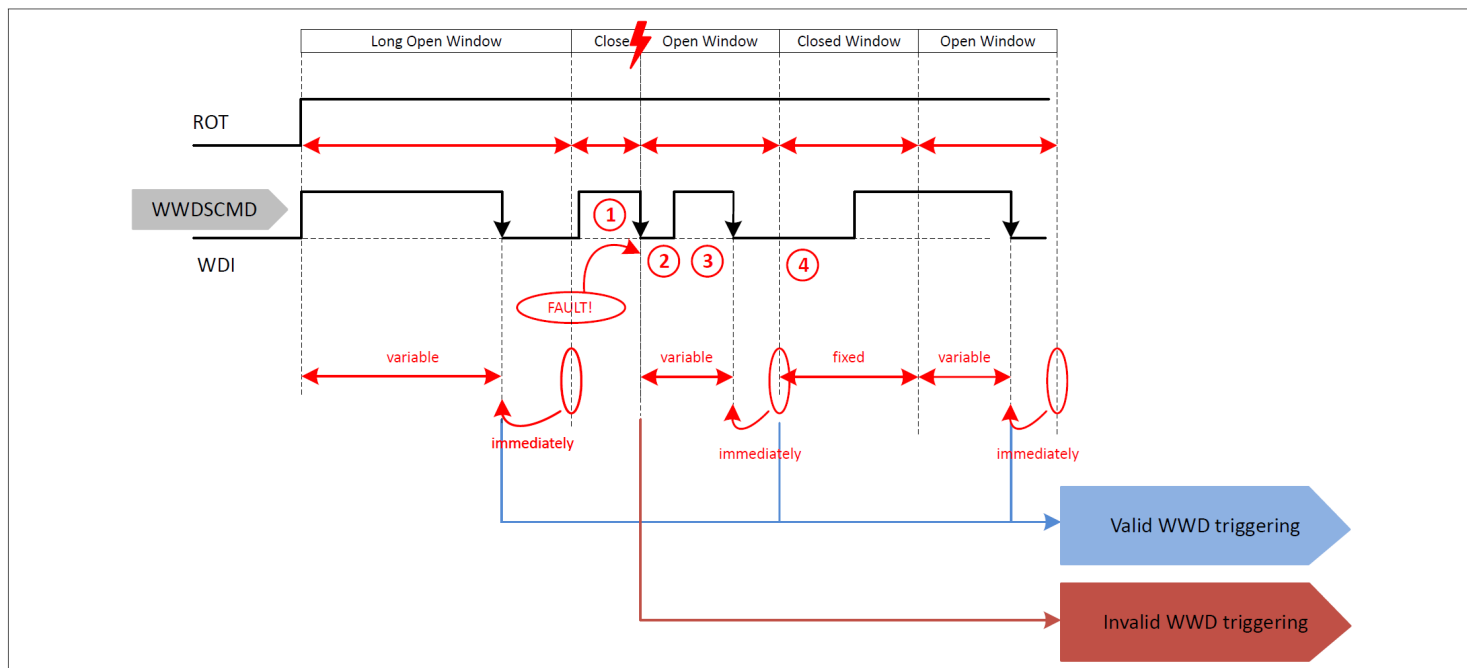 Long Open Window
Close
Open Window
Closed Window
Open Window
ROT
WWDSCMD
WDI
1
2
3
4
FAULT!
variable
variable
fixed
variable
immediately
immediately
immediately
Valid WWD triggering
Invalid WWD triggering